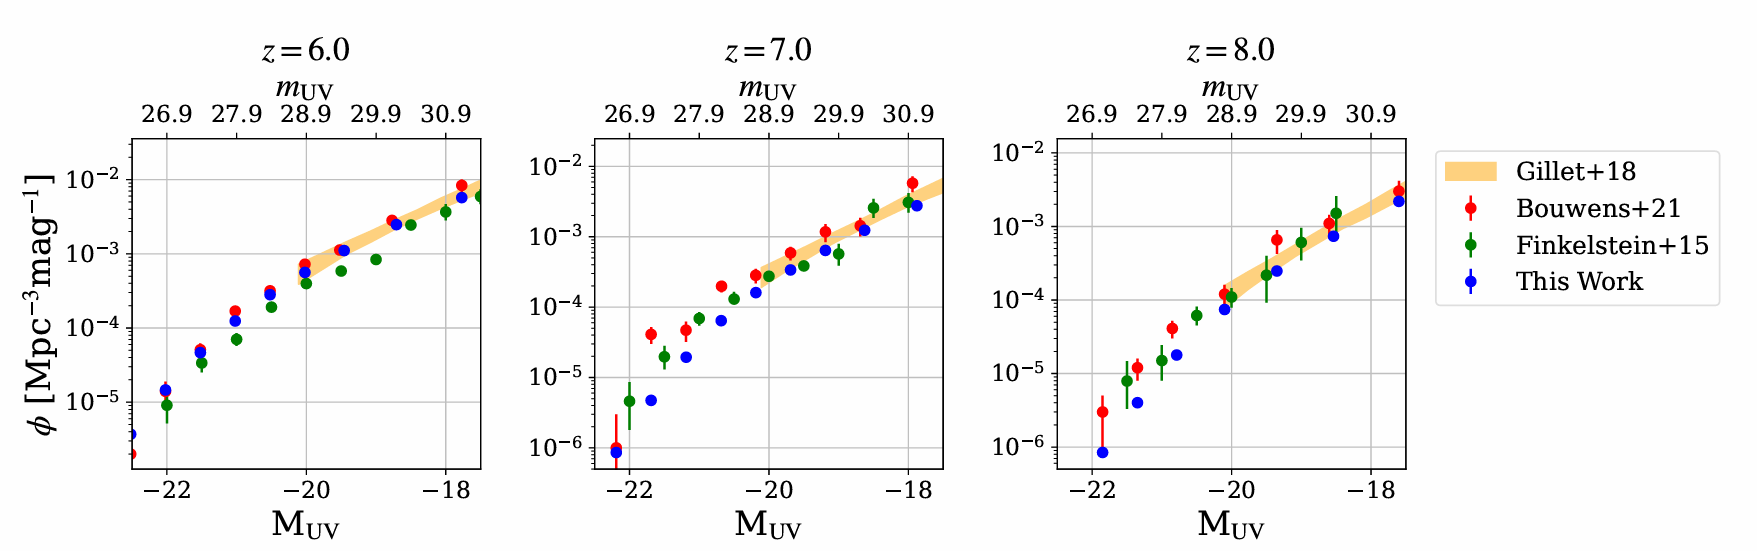 z = 6.0
m_UV
26.9 27.9 28.9 29.9 30.9
10⁻²
10⁻³
10⁻⁴
10⁻⁵
ϕ [Mpc⁻³mag⁻¹]
−22 −20 −18
M_UV
z = 7.0
m_UV
26.9 27.9 28.9 29.9 30.9
10⁻²
10⁻³
10⁻⁴
10⁻⁵
10⁻⁶
−22 −20 −18
M_UV
z = 8.0
m_UV
26.9 27.9 28.9 29.9 30.9
10⁻²
10⁻³
10⁻⁴
10⁻⁵
10⁻⁶
−22 −20 −18
M_UV
Gillet+18
Bouwens+21
Finkelstein+15
This Work